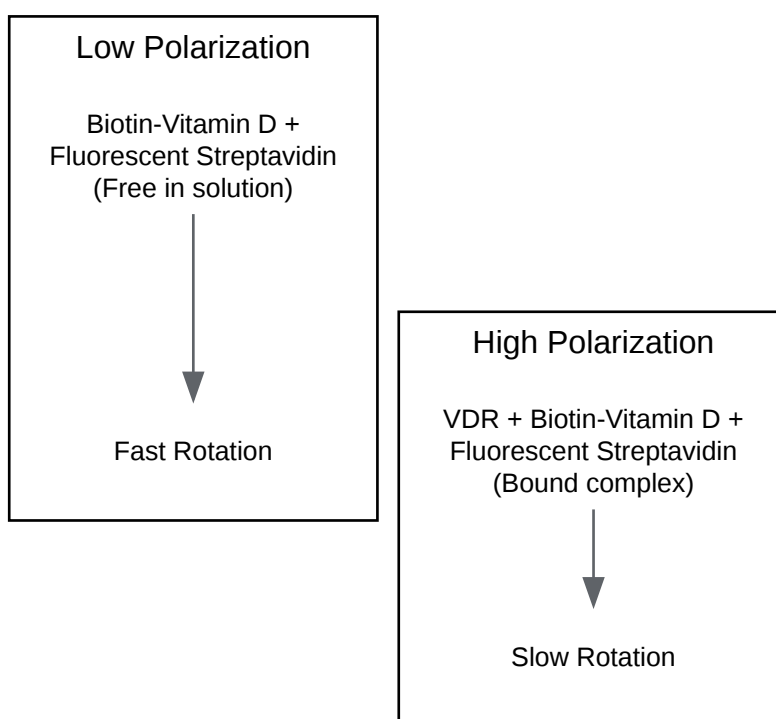 Low Polarization
Biotin-Vitamin D +
Fluorescent Streptavidin
(Free in solution)
Fast Rotation
High Polarization
VDR + Biotin-Vitamin D +
Fluorescent Streptavidin
(Bound complex)
Slow Rotation